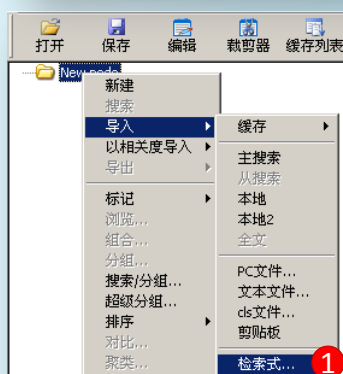 打开 保存 编辑 裁剪器 缓存列表
New node
新建
搜索
导入
以相关度导入
导出
标记
浏览...
组合...
分组...
搜索/分组...
超级分组...
排序
对比...
聚类...
缓存
主搜索
从搜索
本地
本地2
全文
PC文件...
文本文件...
cls文件...
剪贴板
检索式... 1